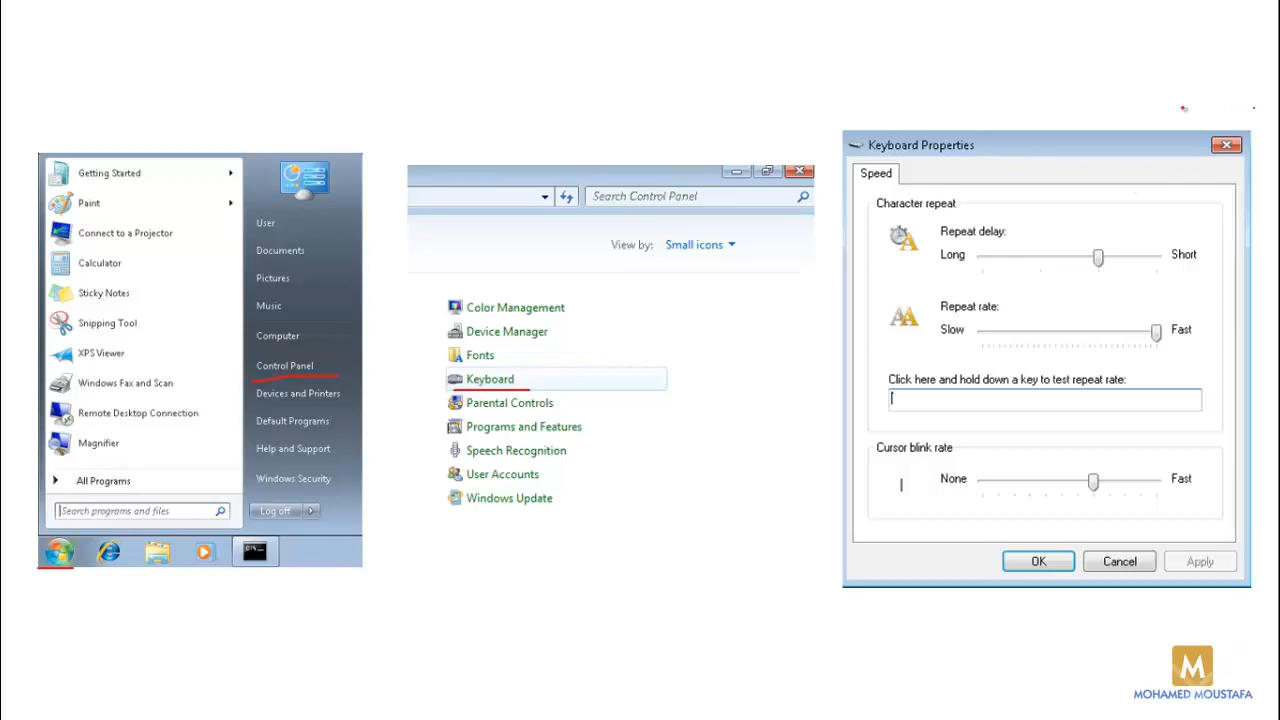 Getting Started
Paint
Connect to a Projector
Calculator
Sticky Notes
Snipping Tool
XPS Viewer
Windows Fax and Scan
Remote Desktop Connection
Magnifier
All Programs
Search programs and files
User
Documents
Pictures
Music
Computer
Control Panel
Devices and Printers
Default Programs
Help and Support
Windows Security
Log off
Search Control Panel
View by: Small icons
Color Management
Device Manager
Fonts
Keyboard
Parental Controls
Programs and Features
Speech Recognition
User Accounts
Windows Update
Keyboard Properties
Speed
Character repeat
Repeat delay:
Long Short
Repeat rate:
Slow Fast
Click here and hold down a key to test repeat rate:
Cursor blink rate
None Fast
OK Cancel Apply
M
MOHAMED MOUSTAFA